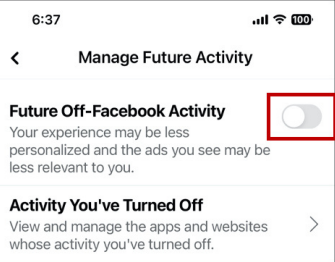 6:37
100
Manage Future Activity
Future Off-Facebook Activity
Your experience may be less
personalized and the ads you see may be
less relevant to you.
Activity You've Turned Off
View and manage the apps and websites
whose activity you've turned off.